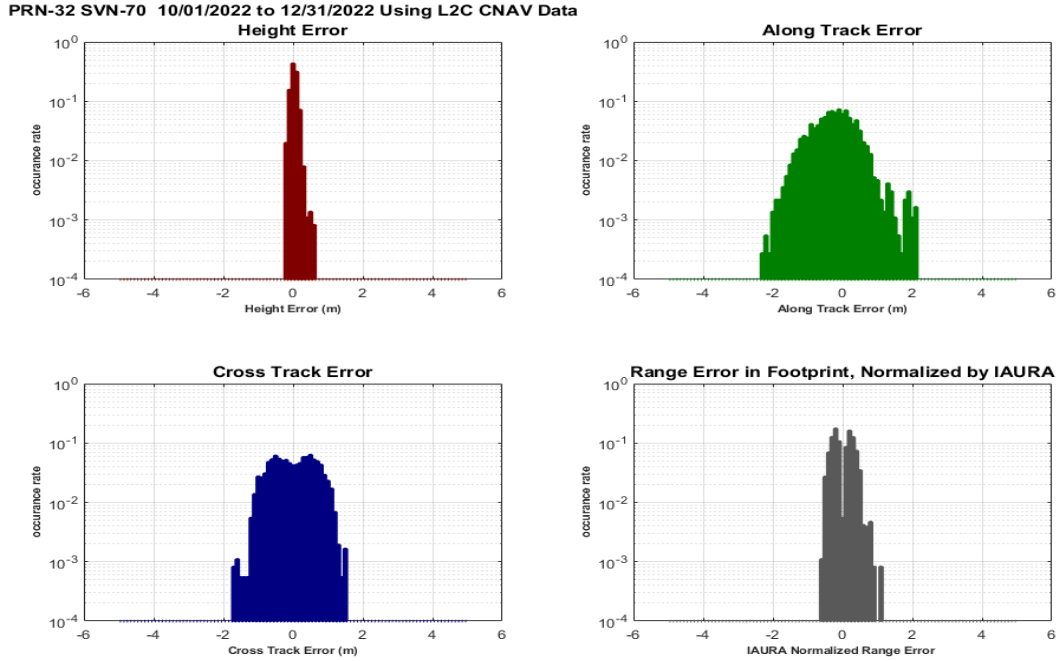 PRN-32 SVN-70  10/01/2022 to 12/31/2022 Using L2C CNAV Data
Height Error
10^0
10^-1
10^-2
10^-3
10^-4
occurance rate
-6 -4 -2 0 2 4 6
Height Error (m)
Along Track Error
10^0
10^-1
10^-2
10^-3
10^-4
occurance rate
-6 -4 -2 0 2 4 6
Along Track Error (m)
Cross Track Error
10^0
10^-1
10^-2
10^-3
10^-4
occurance rate
-6 -4 -2 0 2 4 6
Cross Track Error (m)
Range Error in Footprint, Normalized by IAURA
10^0
10^-1
10^-2
10^-3
10^-4
occurance rate
-6 -4 -2 0 2 4 6
IAURA Normalized Range Error